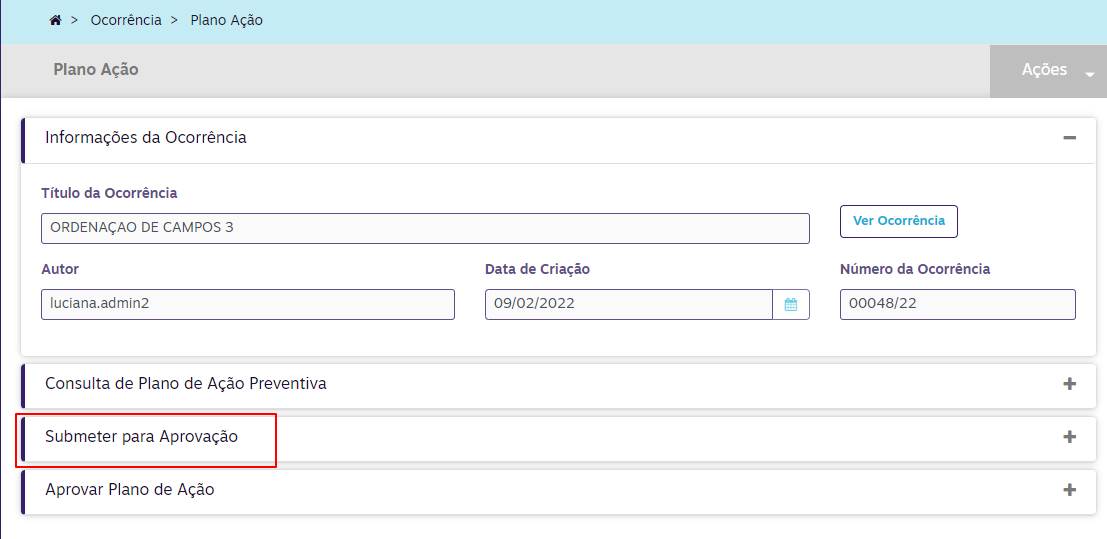 > Ocorrência > Plano Ação
Plano Ação
Ações
Informações da Ocorrência
Título da Ocorrência
ORDENAÇAO DE CAMPOS 3
Ver Ocorrência
Autor
Data de Criação
Número da Ocorrência
luciana.admin2
09/02/2022
00048/22
Consulta de Plano de Ação Preventiva
Submeter para Aprovação
Aprovar Plano de Ação